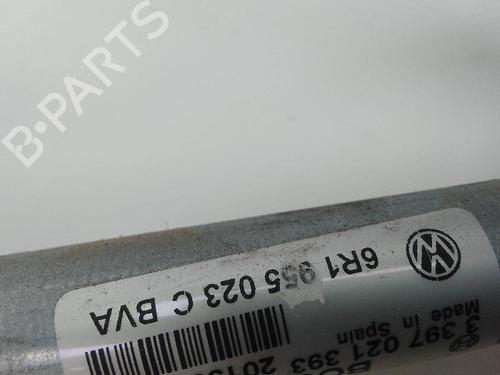 B-PARTS
6R1 955 023 C BVA
Made in Spain
3 397 021 393